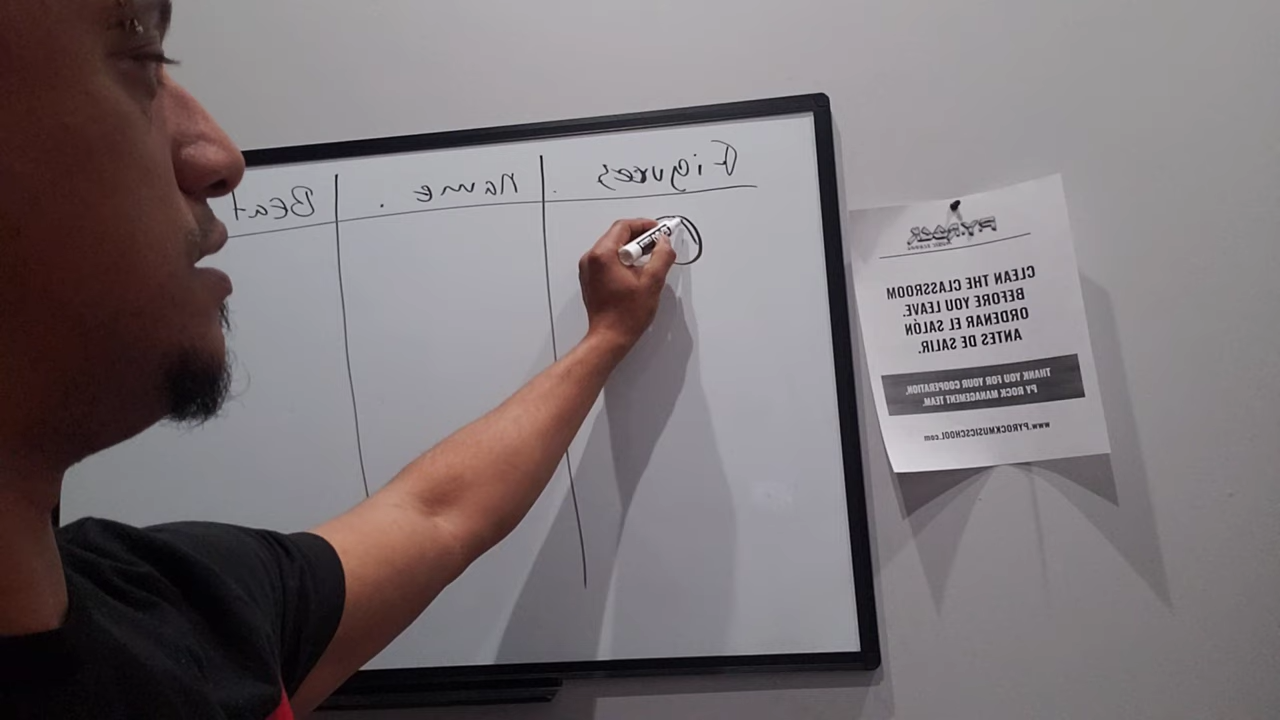 Figures. | Name. | Beat
PYROCK
CLEAN THE CLASSROOM
BEFORE YOU LEAVE.
ORDENAR EL SALÓN
ANTES DE SALIR.
THANK YOU FOR YOUR COOPERATION,
PY ROCK MANAGEMENT TEAM.
www.PYROCKMUSICSCHOOL.com